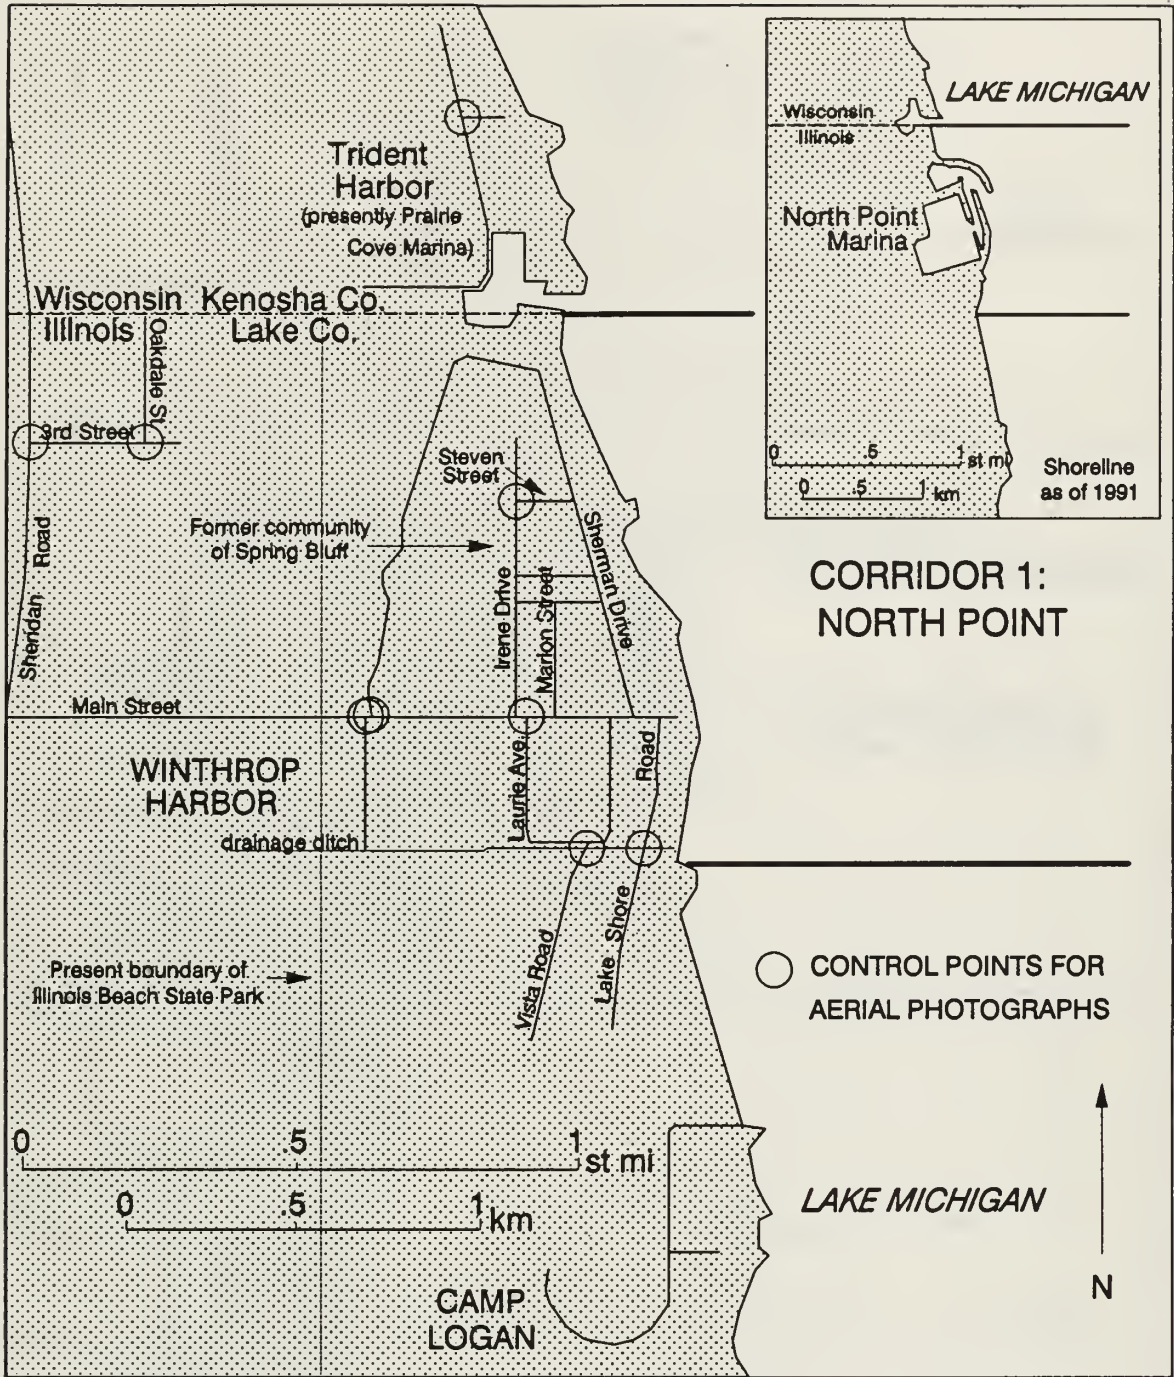 LAKE MICHIGAN
Wisconsin
Illinois
North Point
Marina
0 .5 1 st mi
0 .5 1 km
Shoreline
as of 1991
Trident
Harbor
(presently Prairie
Cove Marina)
Wisconsin Kenosha Co.
Illinois Lake Co.
Oakdale St
3rd Street
Steven
Street
Former community
of Spring Bluff
Sheridan Road
Irene Drive
Marion Street
Sherman Drive
CORRIDOR 1:
NORTH POINT
Main Street
WINTHROP
HARBOR
Laurie Ave.
drainage ditch
Lake Shore Road
Vista Road
Present boundary of
Illinois Beach State Park
CONTROL POINTS FOR
AERIAL PHOTOGRAPHS
0 .5 1 st mi
0 .5 1 km
LAKE MICHIGAN
N
CAMP
LOGAN